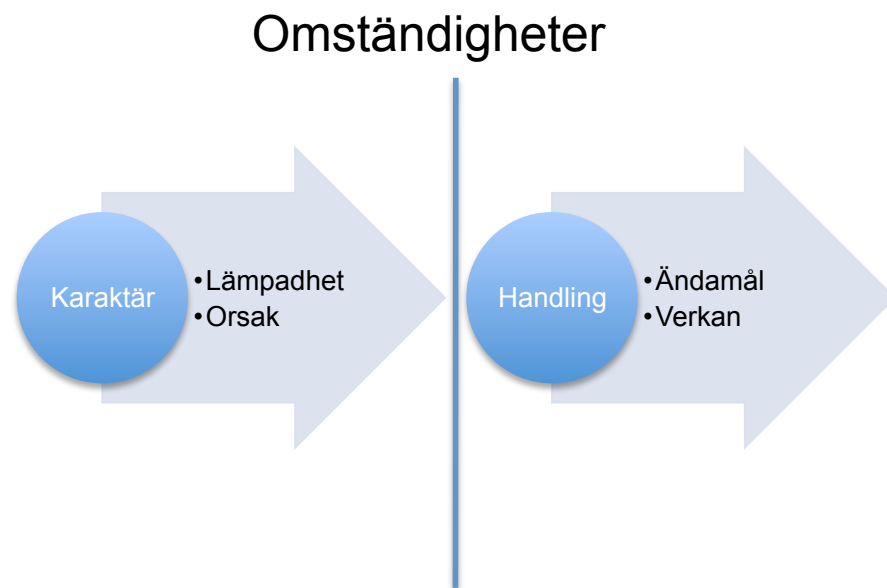 Omständigheter
Karaktär
•Lämpadhet
•Orsak
Handling
•Ändamål
•Verkan